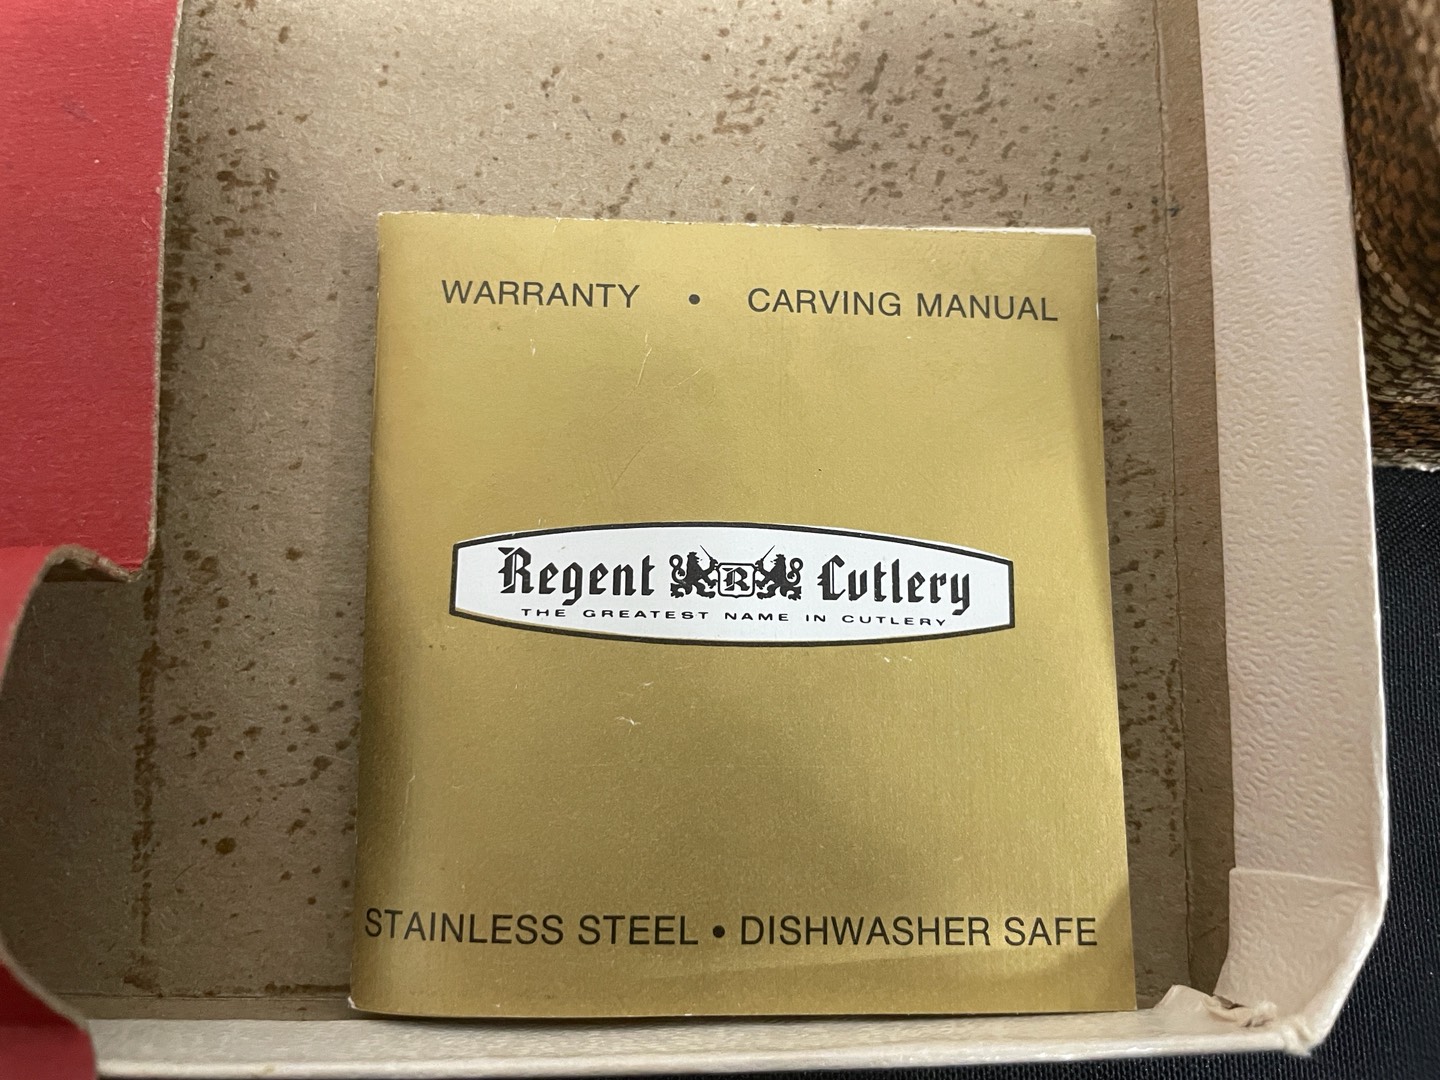 WARRANTY • CARVING MANUAL
Regent R Cutlery
THE GREATEST NAME IN CUTLERY
STAINLESS STEEL • DISHWASHER SAFE